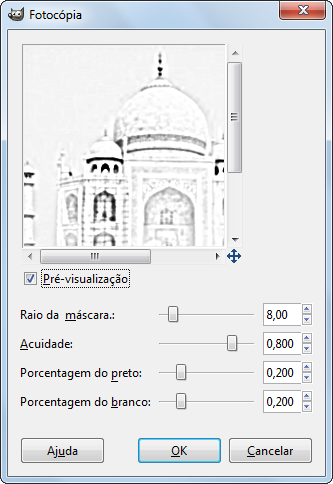 Fotocópia
Pré-visualização
Raio da máscara.: 8,00
Acuidade: 0,800
Porcentagem do preto: 0,200
Porcentagem do branco: 0,200
Ajuda OK Cancelar